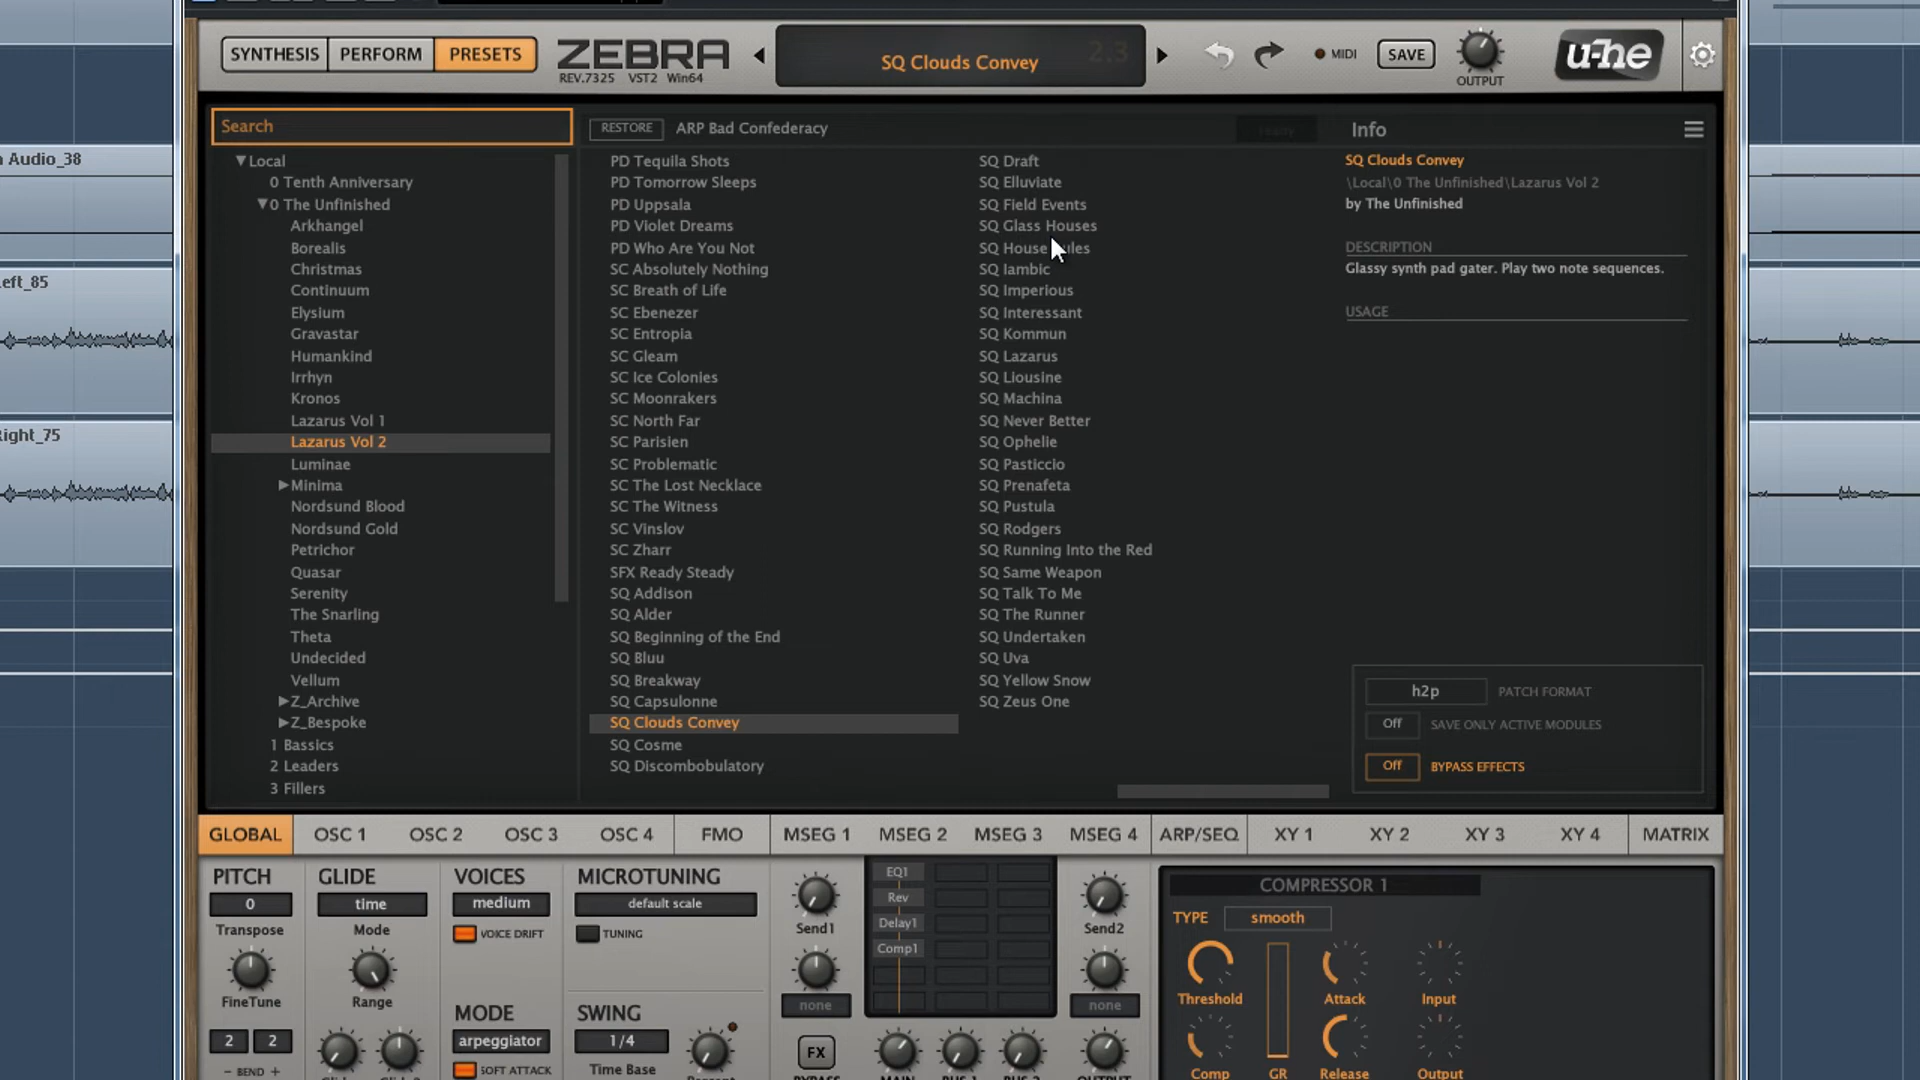 SYNTHESIS PERFORM PRESETS
ZEBRA
REV.7325 VST2 Win64
SQ Clouds Convey
2.3
MIDI
SAVE
OUTPUT
u-he
Search
RESTORE ARP Bad Confederacy
Info
Audio_38
eft_85
ight_75
Local
0 Tenth Anniversary
0 The Unfinished
Arkhangel
Borealis
Christmas
Continuum
Elysium
Gravastar
Humankind
Irrhyn
Kronos
Lazarus Vol 1
Lazarus Vol 2
Luminae
Minima
Nordsund Blood
Nordsund Gold
Petrichor
Quasar
Serenity
The Snarling
Theta
Undecided
Vellum
Z_Archive
Z_Bespoke
1 Bassics
2 Leaders
3 Fillers
PD Tequila Shots
PD Tomorrow Sleeps
PD Uppsala
PD Violet Dreams
PD Who Are You Not
SC Absolutely Nothing
SC Breath of Life
SC Ebenezer
SC Entropia
SC Gleam
SC Ice Colonies
SC Moonrakers
SC North Far
SC Parisien
SC Problematic
SC The Lost Necklace
SC The Witness
SC Vinslov
SC Zharr
SFX Ready Steady
SQ Addison
SQ Alder
SQ Beginning of the End
SQ Bluu
SQ Breakway
SQ Capsulonne
SQ Clouds Convey
SQ Cosme
SQ Discombobulatory
SQ Draft
SQ Elluviate
SQ Field Events
SQ Glass Houses
SQ House ules
SQ Iambic
SQ Imperious
SQ Interessant
SQ Kommun
SQ Lazarus
SQ Liousine
SQ Machina
SQ Never Better
SQ Ophelie
SQ Pasticcio
SQ Prenafeta
SQ Pustula
SQ Rodgers
SQ Running Into the Red
SQ Same Weapon
SQ Talk To Me
SQ The Runner
SQ Undertaken
SQ Uva
SQ Yellow Snow
SQ Zeus One
SQ Clouds Convey
\Local\0 The Unfinished\Lazarus Vol 2
by The Unfinished
DESCRIPTION
Glassy synth pad gater. Play two note sequences.
USAGE
h2p PATCH FORMAT
Off SAVE ONLY ACTIVE MODULES
Off BYPASS EFFECTS
GLOBAL OSC 1 OSC 2 OSC 3 OSC 4 FMO MSEG 1 MSEG 2 MSEG 3 MSEG 4 ARP/SEQ XY 1 XY 2 XY 3 XY 4 MATRIX
PITCH
0
Transpose
FineTune
2 2
- BEND +
GLIDE
time
Mode
Range
VOICES
medium
VOICE DRIFT
MODE
arpeggiator
SOFT ATTACK
MICROTUNING
default scale
TUNING
SWING
1/4
Time Base
Send1
none
FX
EQ1
Rev
Delay1
Comp1
Send2
none
COMPRESSOR 1
TYPE smooth
Threshold Attack Input
Comp GR Release Output